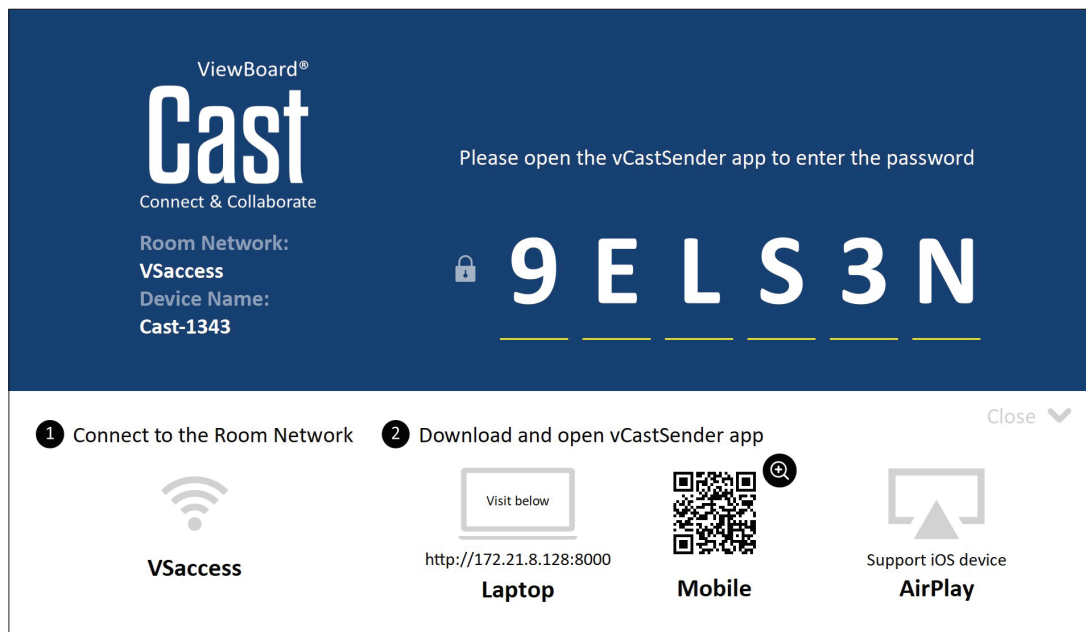 ViewBoard®
Cast
Connect & Collaborate
Room Network:
VSaccess
Device Name:
Cast-1343
Please open the vCastSender app to enter the password
9 E L S 3 N
Close
1 Connect to the Room Network
VSaccess
2 Download and open vCastSender app
Visit below
http://172.21.8.128:8000
Laptop
Mobile
Support iOS device
AirPlay